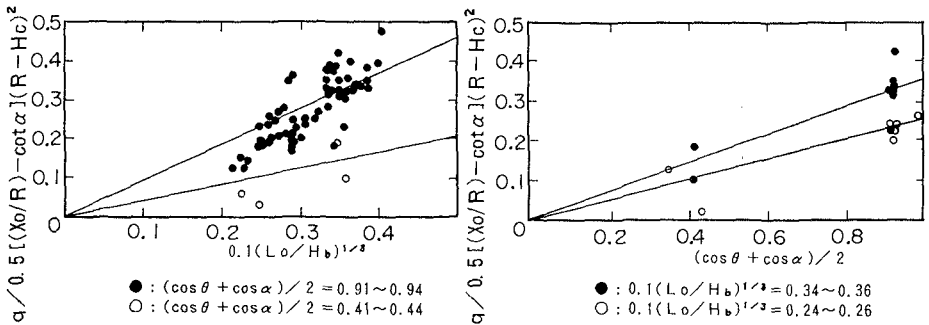 q/0.5[(Xo/R)-cotα](R-Hc)²
0.5
0.4
0.3
0.2
0.1
0
0.1
0.2
0.3
0.4
0.1(Lo/Hb)¹/³
●:(cosθ+cosα)/2=0.91~0.94
○:(cosθ+cosα)/2=0.41~0.44
q/0.5[(Xo/R)-cotα](R-Hc)²
0.5
0.4
0.3
0.2
0.1
0
0.2
0.4
0.6
0.8
(cosθ+cosα)/2
●:0.1(Lo/Hb)¹/³=0.34~0.36
○:0.1(Lo/Hb)¹/³=0.24~0.26